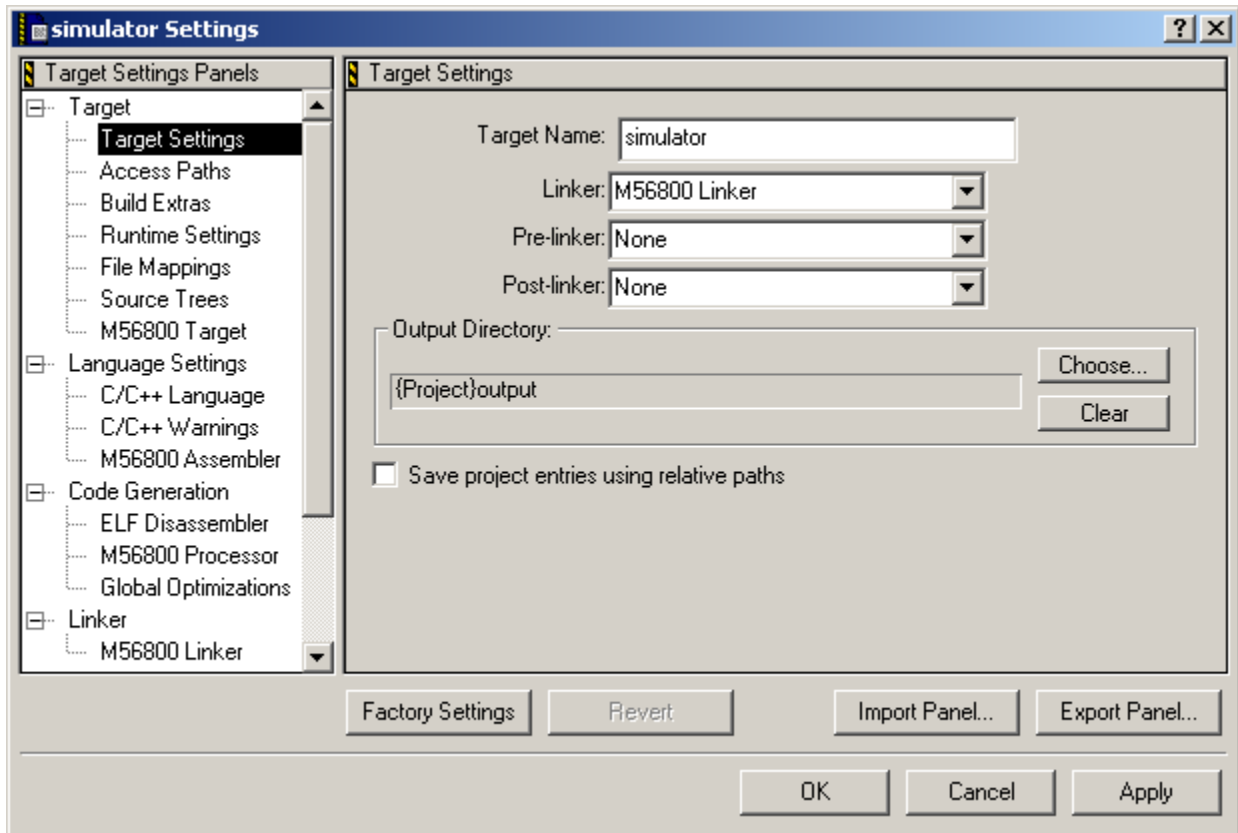 simulator Settings
Target Settings Panels
Target
Target Settings
Access Paths
Build Extras
Runtime Settings
File Mappings
Source Trees
M56800 Target
Language Settings
C/C++ Language
C/C++ Warnings
M56800 Assembler
Code Generation
ELF Disassembler
M56800 Processor
Global Optimizations
Linker
M56800 Linker
Target Settings
Target Name: simulator
Linker: M56800 Linker
Pre-linker: None
Post-linker: None
Output Directory:
{Project}output
Choose...
Clear
Save project entries using relative paths
Factory Settings
Revert
Import Panel...
Export Panel...
OK
Cancel
Apply